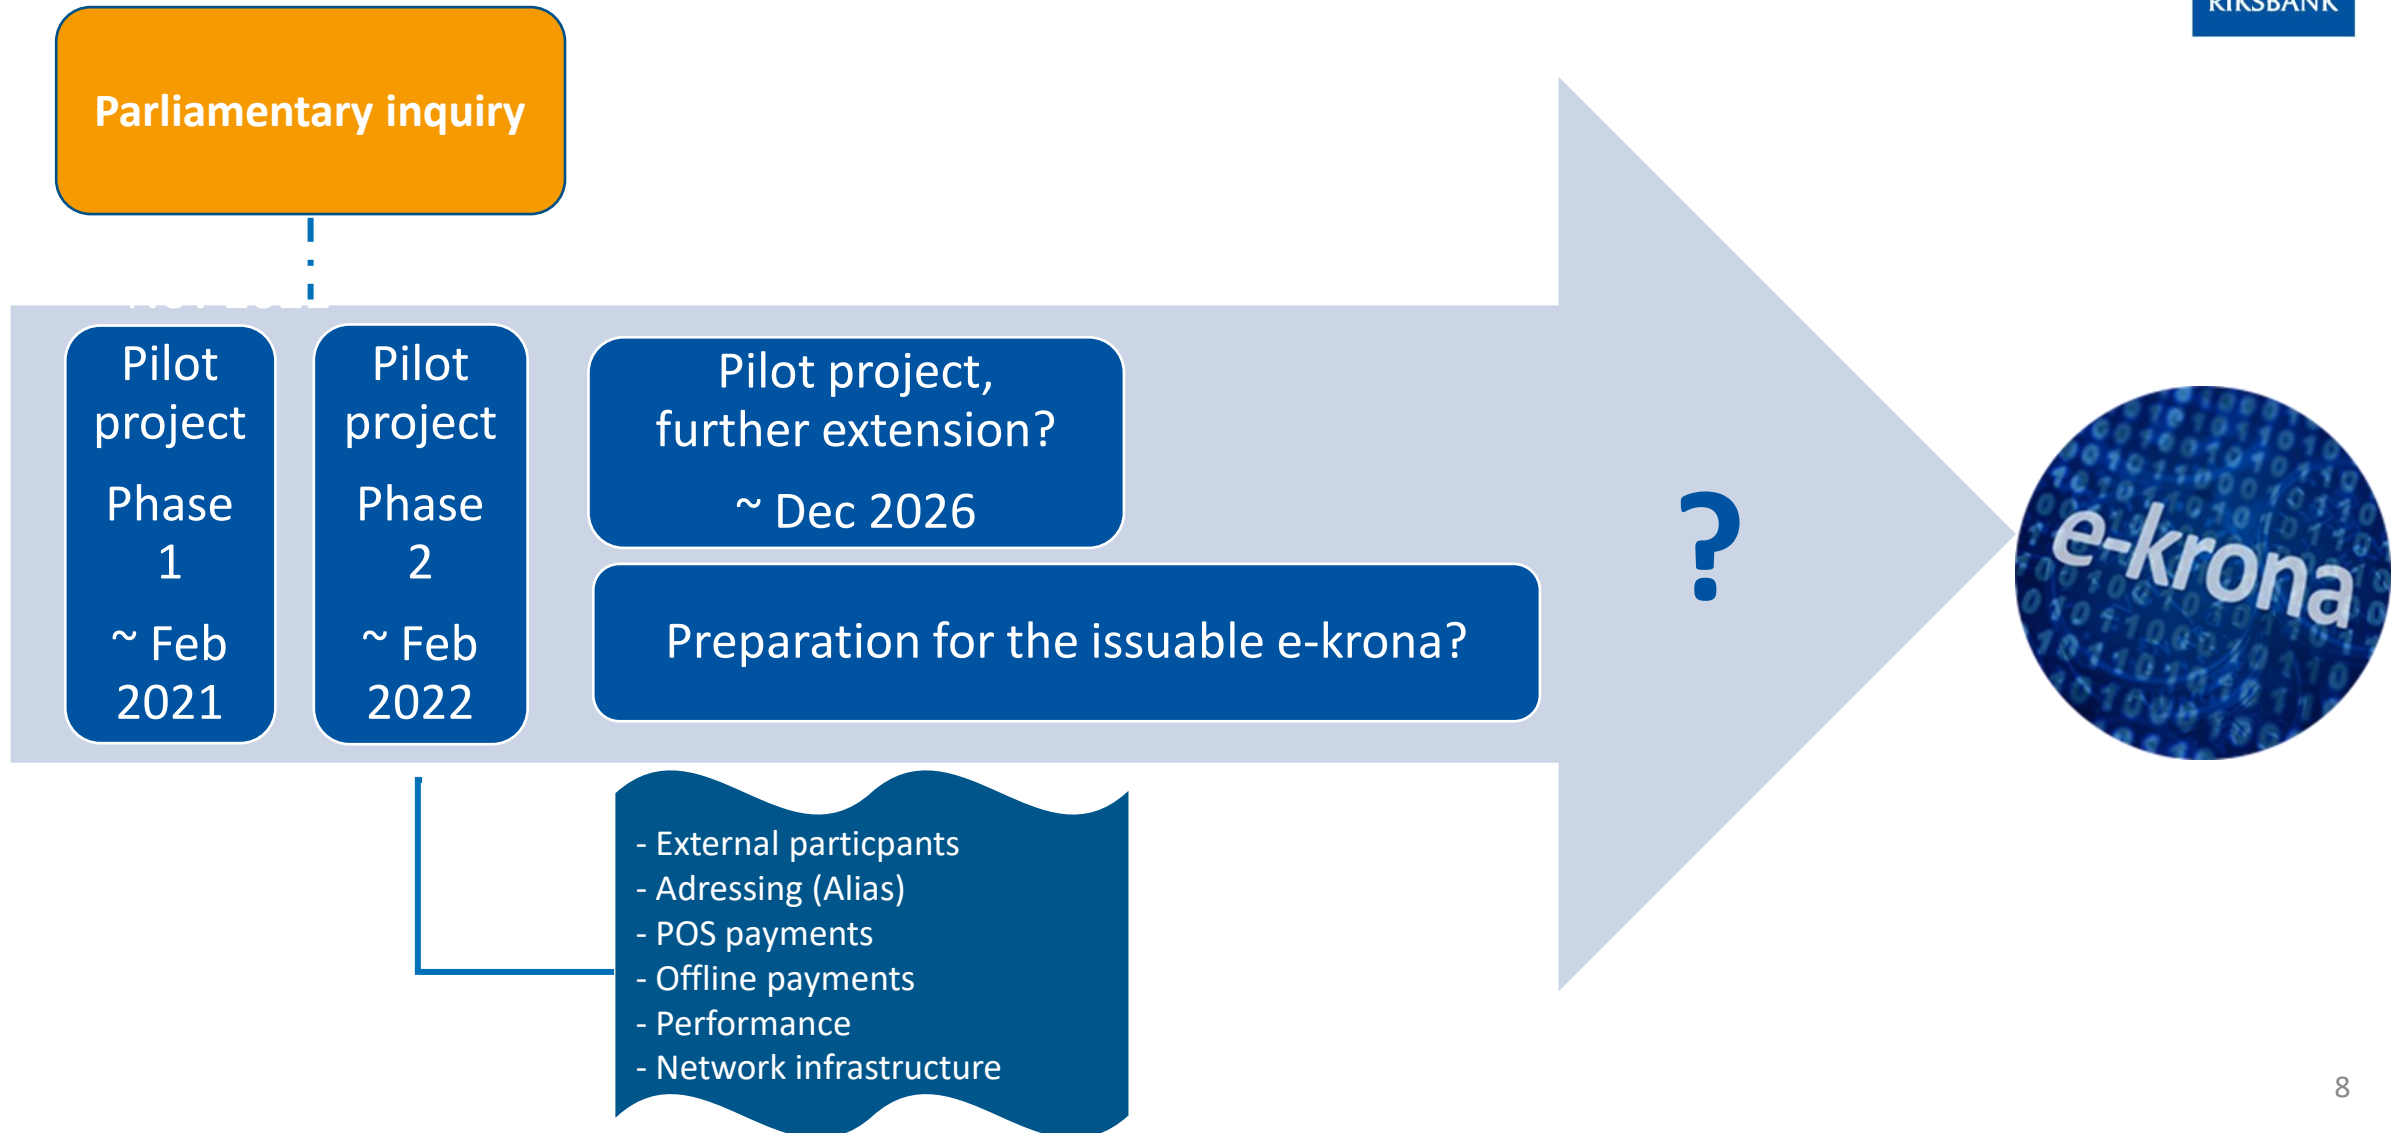 RIKSBANK
Parliamentary inquiry
Pilot
project
Phase
1
~ Feb
2021
Pilot
project
Phase
2
~ Feb
2022
Pilot project,
further extension?
~ Dec 2026
Preparation for the issuable e-krona?
?
e-krona
- External particpants
- Adressing (Alias)
- POS payments
- Offline payments
- Performance
- Network infrastructure
8